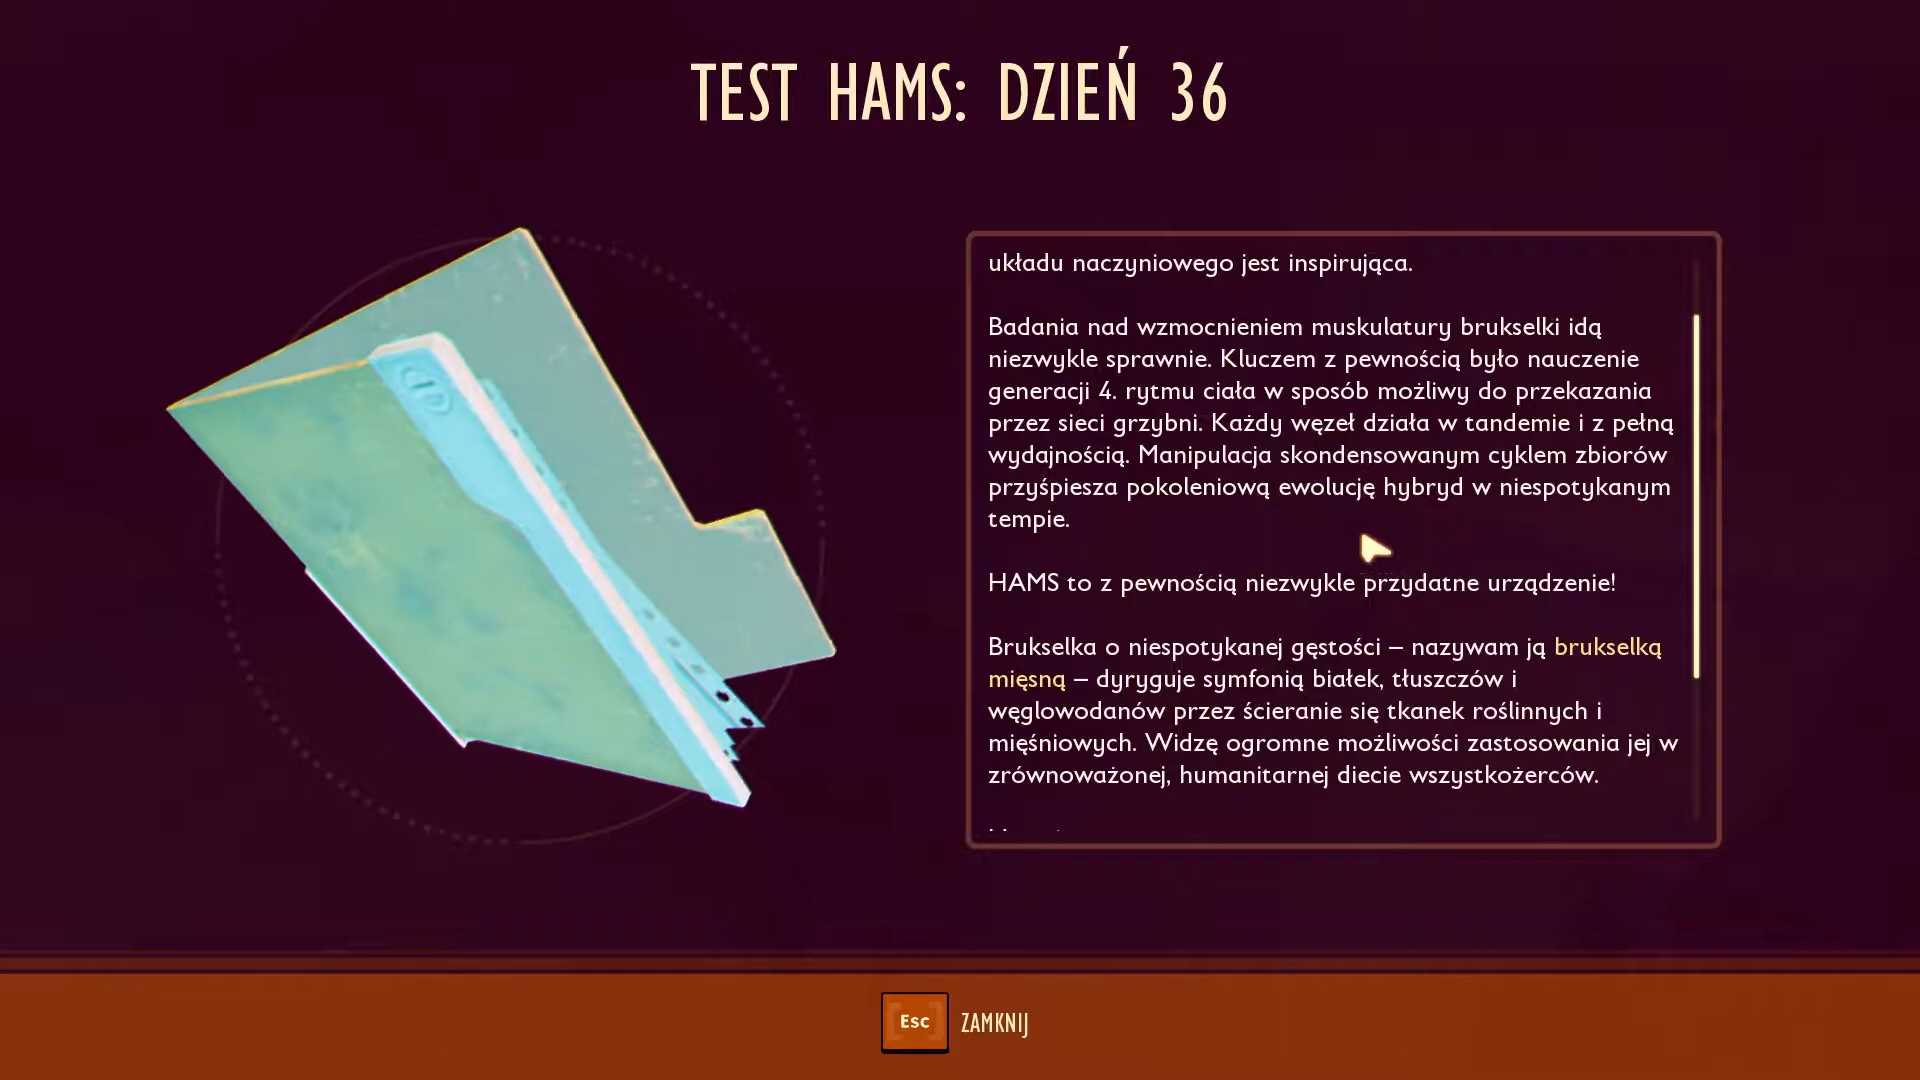 TEST HAMS: DZIEŃ 36
układu naczyniowego jest inspirująca.
Badania nad wzmocnieniem muskulatury brukselki idą
niezwykle sprawnie. Kluczem z pewnością było nauczenie
generacji 4. rytmu ciała w sposób możliwy do przekazania
przez sieci grzybni. Każdy węzeł działa w tandemie i z pełną
wydajnością. Manipulacja skondensowanym cyklem zbiorów
przyśpiesza pokoleniową ewolucję hybryd w niespotykanym
tempie.
HAMS to z pewnością niezwykle przydatne urządzenie!
Brukselka o niespotykanej gęstości – nazywam ją brukselką
mięsną – dyryguje symfonią białek, tłuszczów i
węglowodanów przez ścieranie się tkanek roślinnych i
mięśniowych. Widzę ogromne możliwości zastosowania jej w
zrównoważonej, humanitarnej diecie wszystkożerców.
Esc ZAMKNIJ